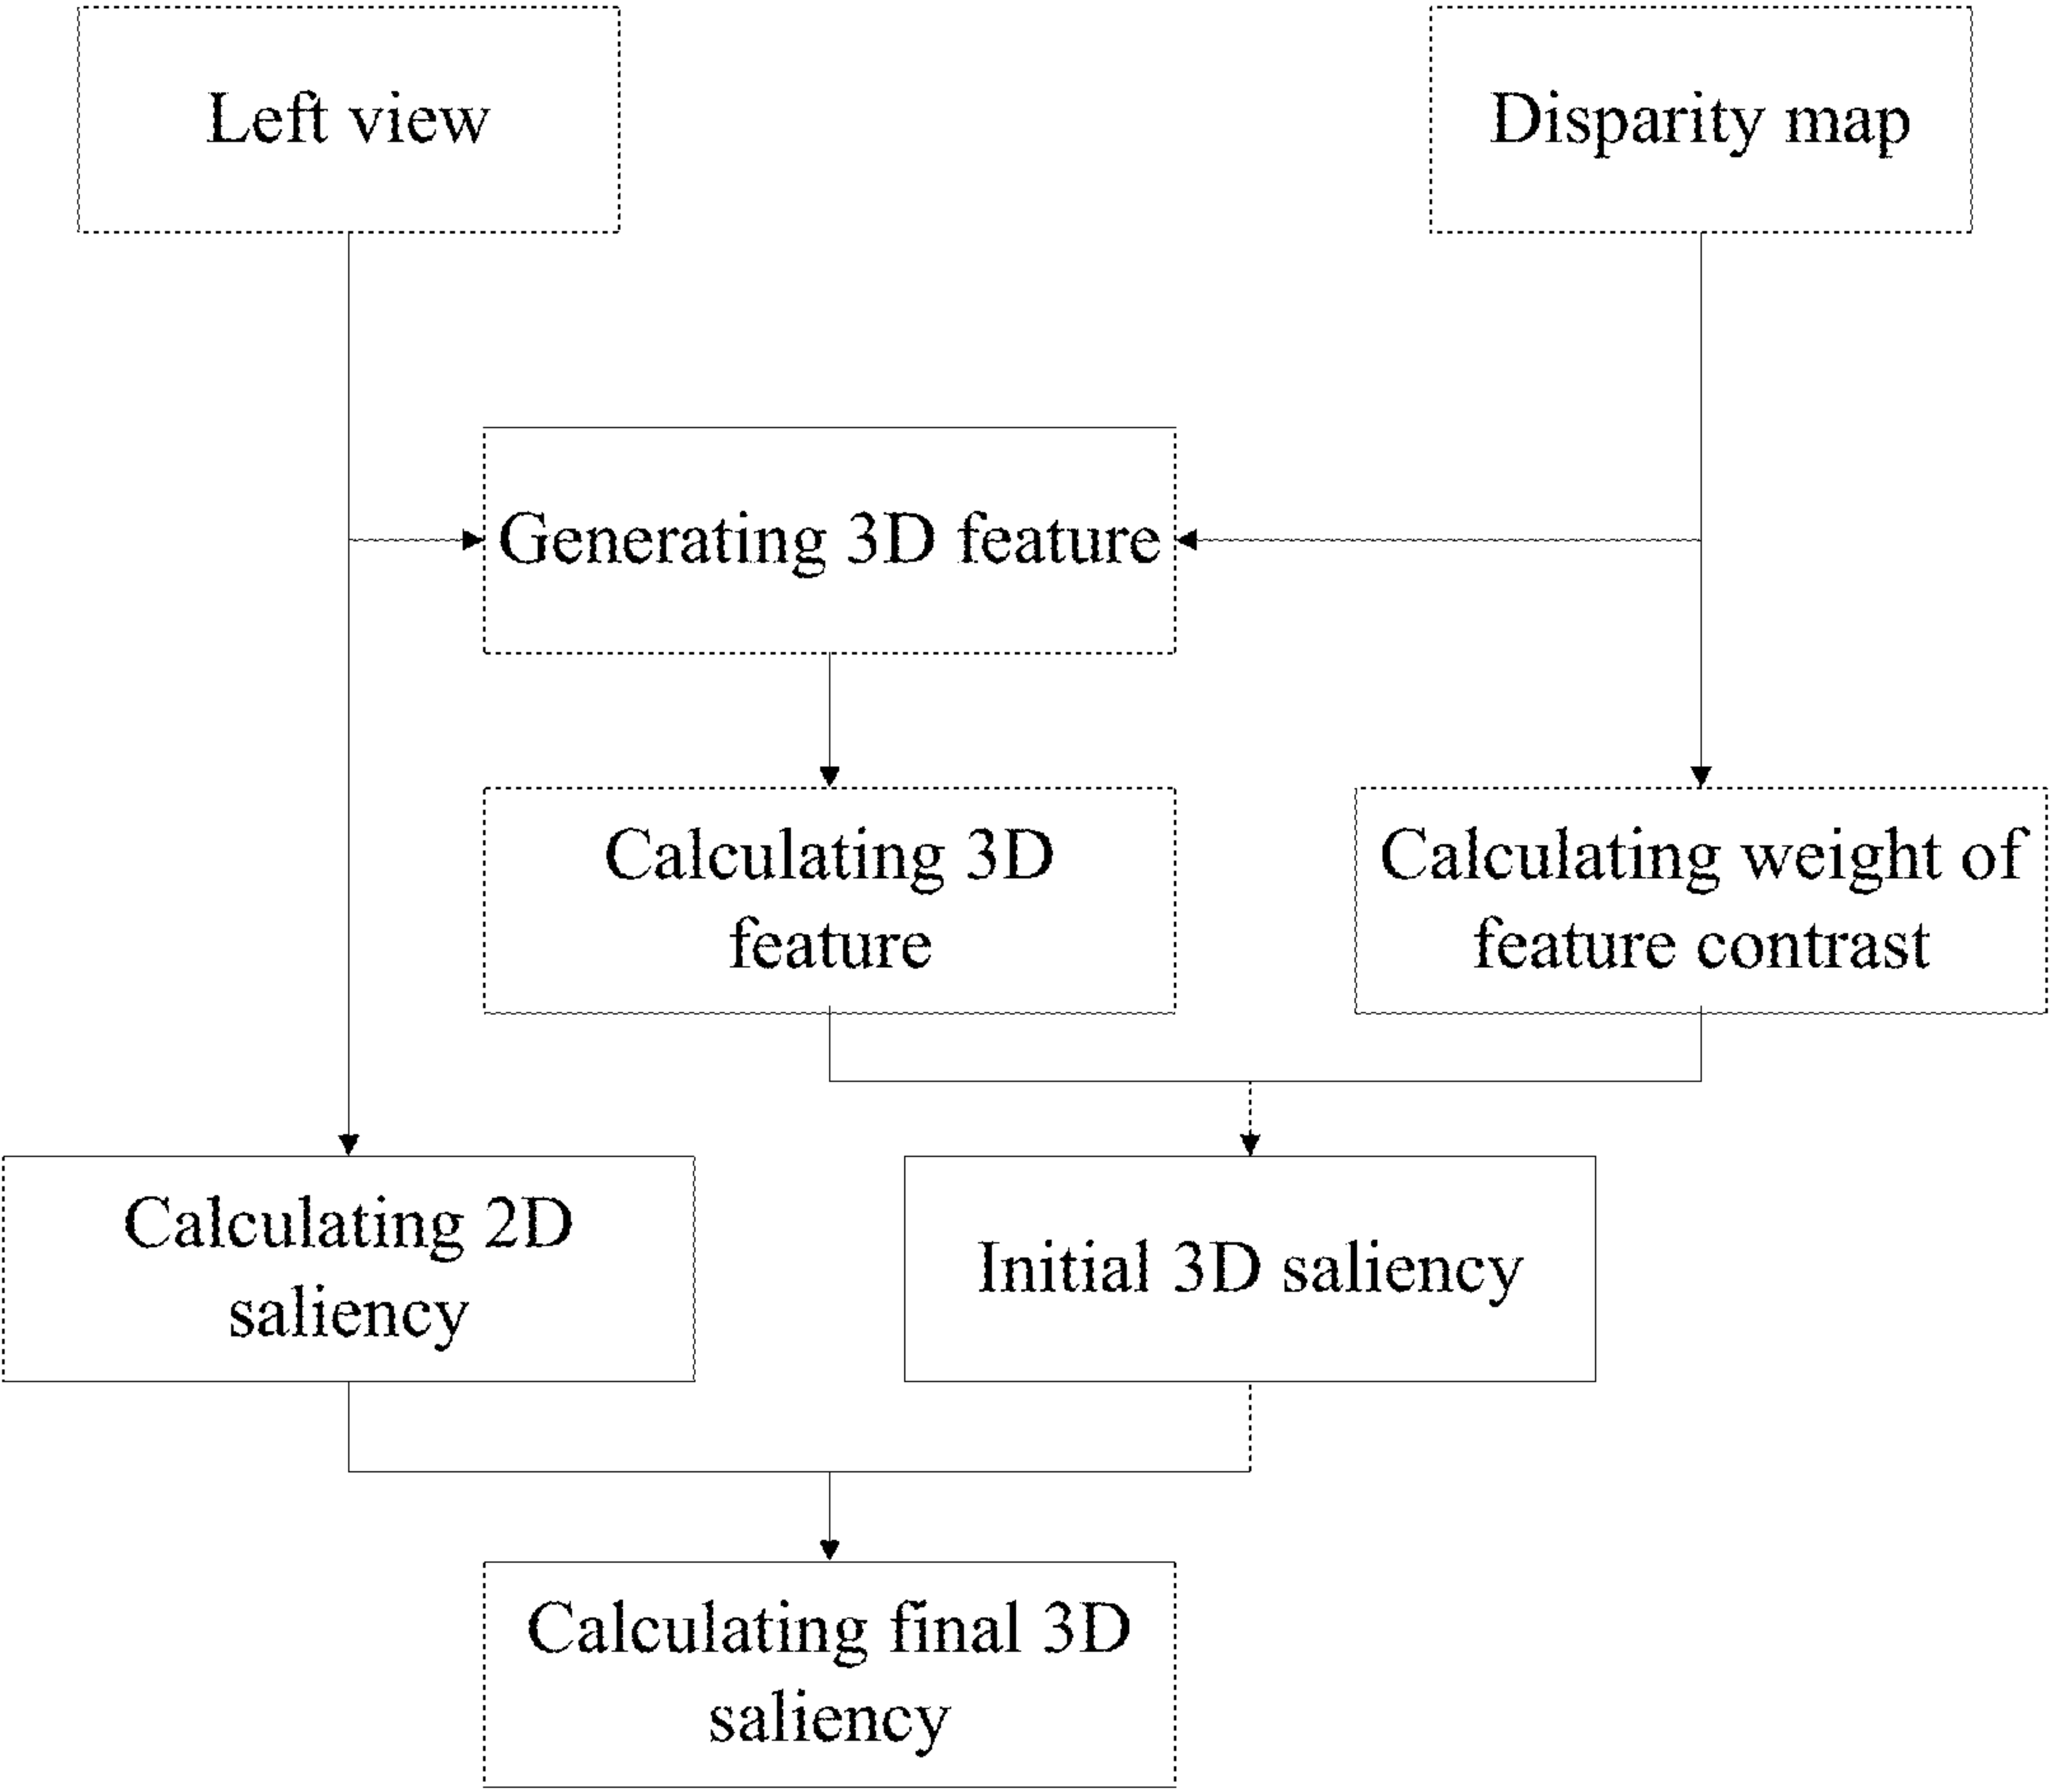 Left view
Disparity map
Generating 3D feature
Calculating 3D
feature
Calculating weight of
feature contrast
Calculating 2D
saliency
Initial 3D saliency
Calculating final 3D
saliency